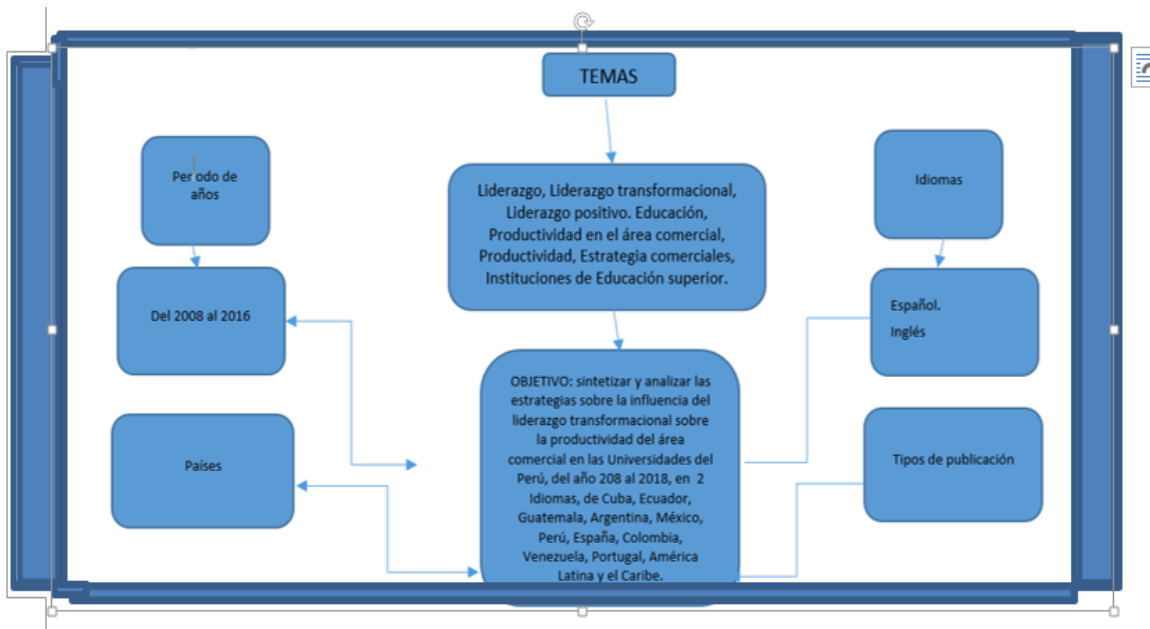 TEMAS
Periodo de
años
Idiomas
Liderazgo, Liderazgo transformacional,
Liderazgo positivo. Educación,
Productividad en el área comercial,
Productividad, Estrategia comerciales,
Instituciones de Educación superior.
Del 2008 al 2016
Español.
Inglés
OBJETIVO: sintetizar y analizar las
estrategias sobre la influencia del
liderazgo transformacional sobre
la productividad del área
comercial en las Universidades del
Perú, del año 208 al 2018, en 2
Idiomas, de Cuba, Ecuador,
Guatemala, Argentina, México,
Perú, España, Colombia,
Venezuela, Portugal, América
Latina y el Caribe.
Países
Tipos de publicación